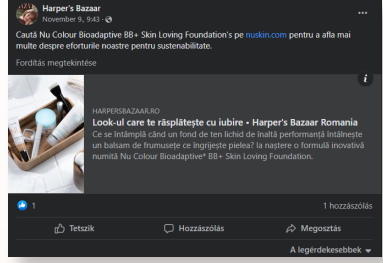 Harper's Bazaar
November 9., 9:43 ·
Caută Nu Colour Bioadaptive BB+ Skin Loving Foundation's pe nuskin.com pentru a afla mai
multe despre eforturile noastre pentru sustenabilitate.
Fordítás megtekintése
HARPERSBAZAAR.RO
Look-ul care te răsplătește cu iubire • Harper's Bazaar Romania
Ce se întâmplă când un fond de ten lichid de înaltă performanță întâlnește
un balsam de frumusețe ce îngrijește pielea? Ia naștere o formulă inovativă
numită Nu Colour Bioadaptive* BB+ Skin Loving Foundation.
1
1 hozzászólás
Tetszik Hozzászólás Megosztás
A legérdekesebbek